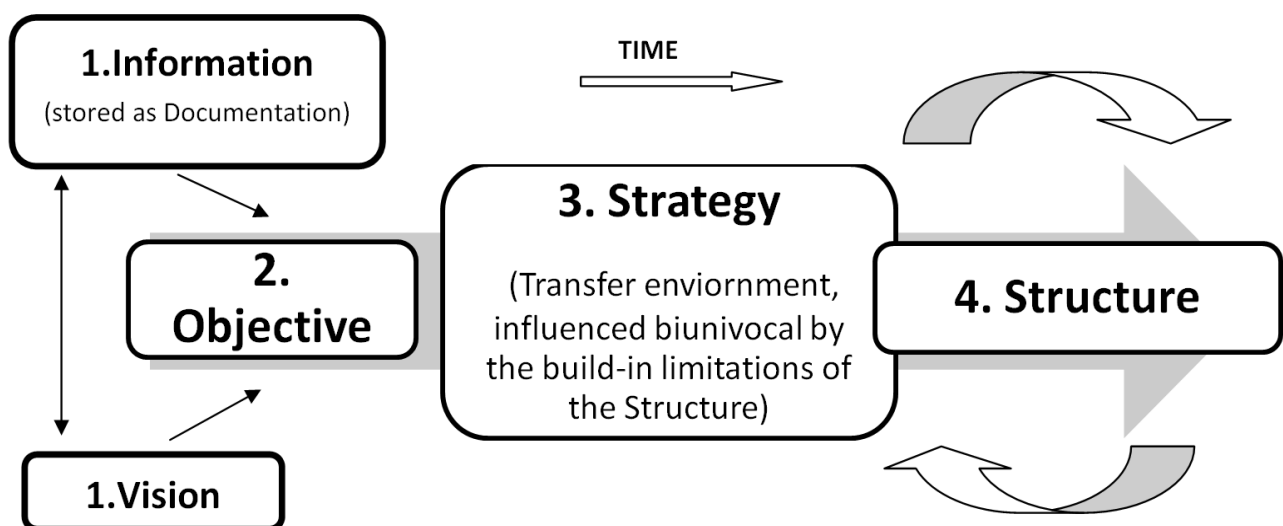 1.Information
(stored as Documentation)
TIME
2.
Objective
3. Strategy
(Transfer enviornment,
influenced biunivocal by
the build-in limitations of
the Structure)
4. Structure
1.Vision